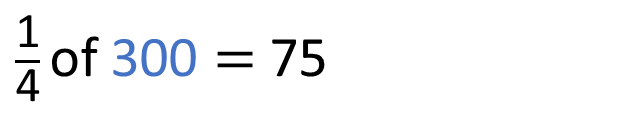 1/4 of 300 = 75